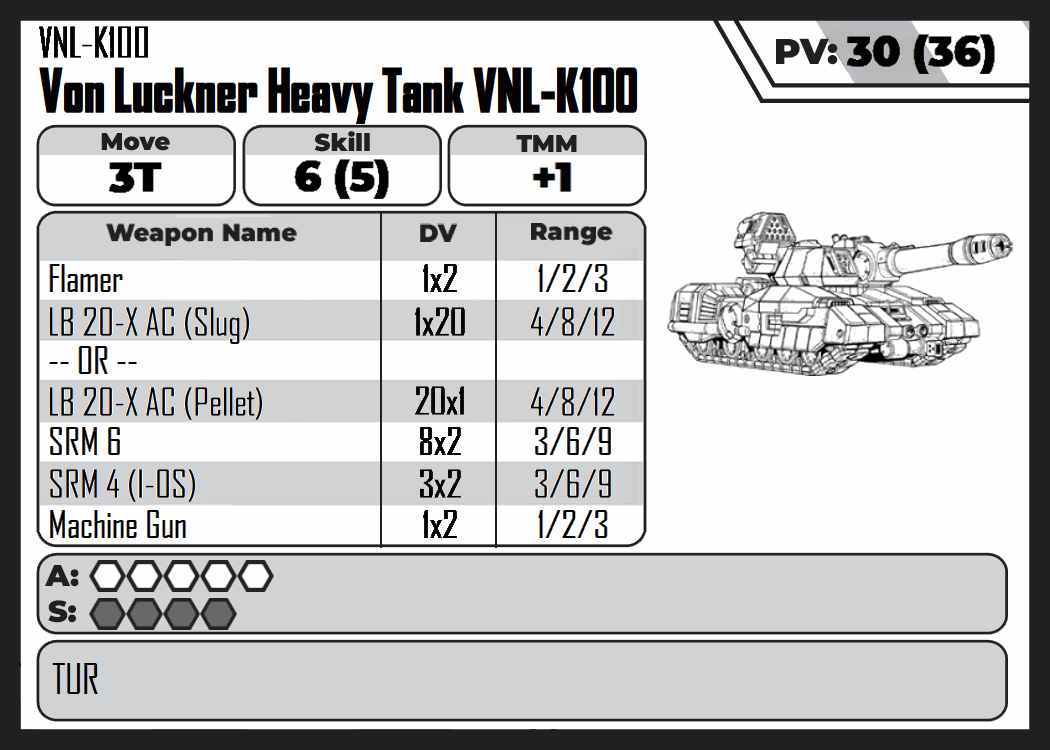 VNL-K100
PV: 30 (36)
Von Luckner Heavy Tank VNL-K100
Move Skill TMM
3T 6 (5) +1
Weapon Name DV Range
Flamer 1x2 1/2/3
LB 20-X AC (Slug) 1x20 4/8/12
-- OR --
LB 20-X AC (Pellet) 20x1 4/8/12
SRM 6 8x2 3/6/9
SRM 4 (I-OS) 3x2 3/6/9
Machine Gun 1x2 1/2/3
A:
S:
TUR